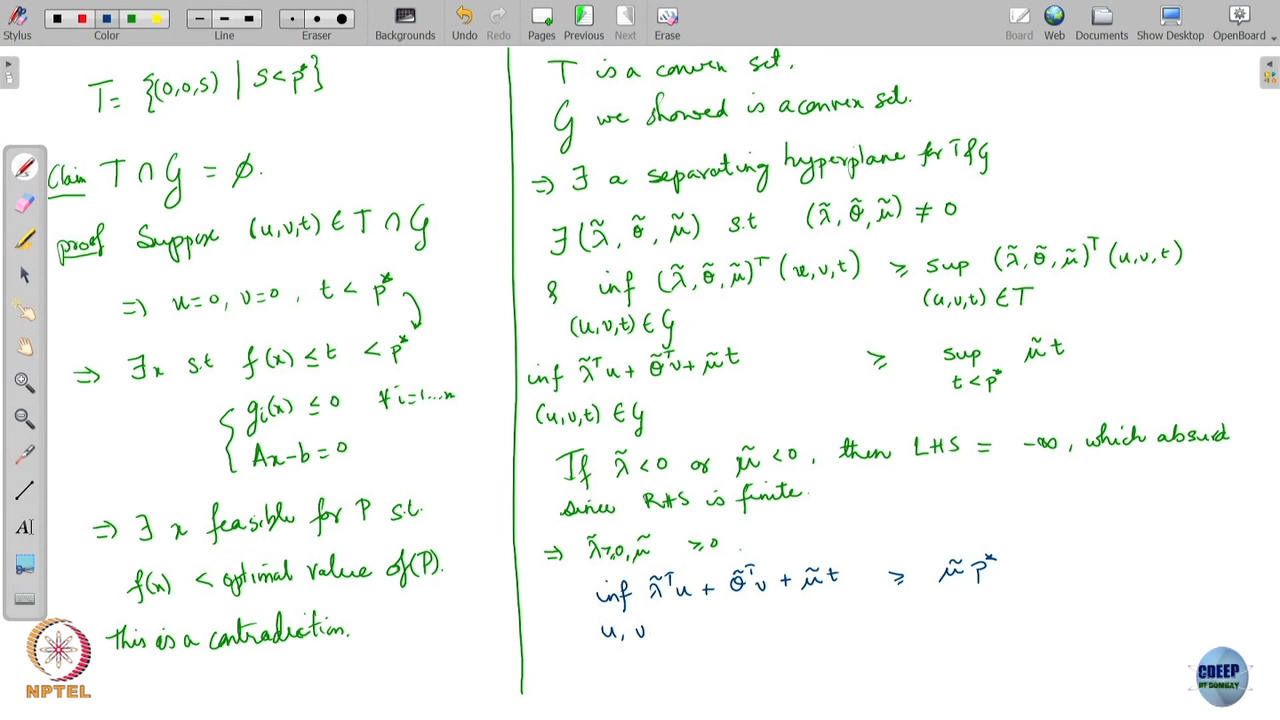 Stylus
Color
Line
Eraser
Backgrounds
Undo
Redo
Pages
Previous
Next
Erase
Board
Web
Documents
Show Desktop
OpenBoard
T = {(0,0,s) | s < p*}
Claim T ∩ G = φ.
proof Suppose (u,v,t) ∈ T ∩ G
⇒ u=0, v=0, t < p*
⇒ ∃x s.t f(x) ≤ t < p*
gi(x) ≤ 0 ∀ i=1...n
Ax-b=0
⇒ ∃ x feasible for P s.t.
f(x) < optimal value of (P).
this is a contradiction.
T is a convex set.
G we showed is a convex set.
⇒ ∃ a separating hyperplane for T & G
∃ (λ̃, θ̃, μ̃) s.t (λ̃, θ̃, μ̃) ≠ 0
& inf (λ̃, θ̃, μ̃)ᵀ (u,v,t) ≥ sup (λ̃, θ̃, μ̃)ᵀ (u,v,t)
(u,v,t) ∈ G (u,v,t) ∈ T
inf λ̃ᵀu + θ̃ᵀv + μ̃t ≥ sup μ̃ t
(u,v,t) ∈ G t < p*
If λ̃ < 0 or μ̃ < 0, then LHS = -∞, which absurd
since RHS is finite.
⇒ λ̃ ≥ 0, μ̃ ≥ 0.
inf λ̃ᵀu + θ̃ᵀv + μ̃t ≥ μ̃ p*
u, v
AI
NPTEL
CDEEP
IIT BOMBAY